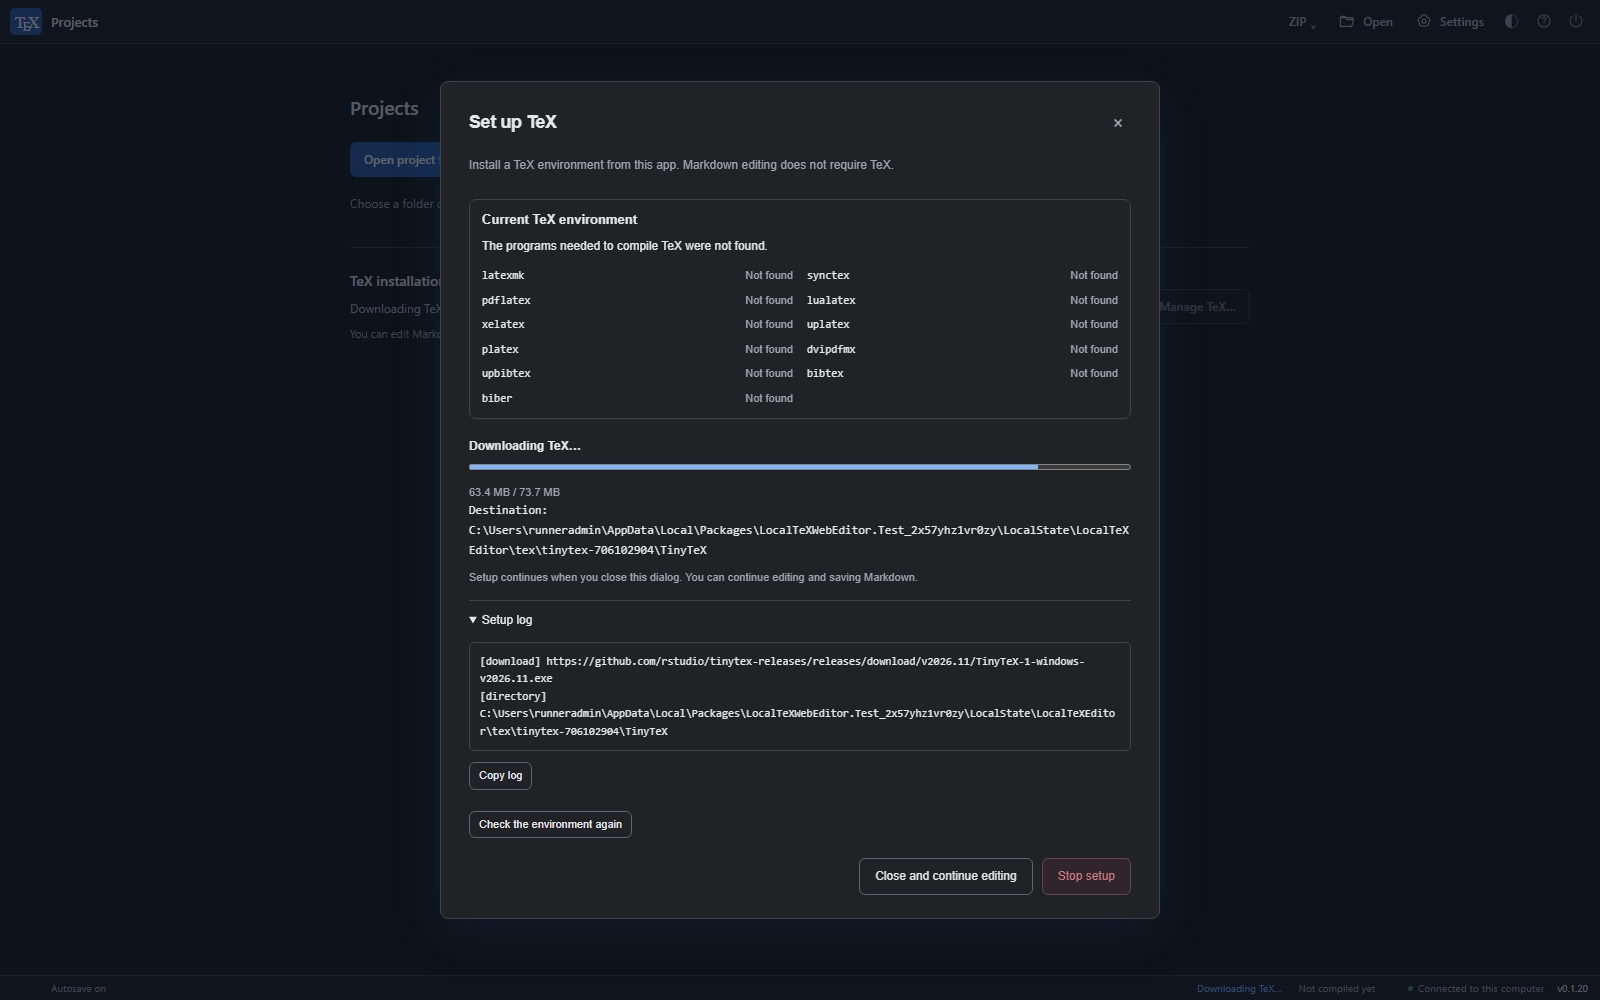 TEX Projects ZIP Open Settings
Projects
Open project
Choose a folder
TeX installation
Downloading TeX
You can edit
Manage TeX...
Set up TeX
×
Install a TeX environment from this app. Markdown editing does not require TeX.
Current TeX environment
The programs needed to compile TeX were not found.
latexmk Not found synctex Not found
pdflatex Not found lualatex Not found
xelatex Not found uplatex Not found
platex Not found dvipdfmx Not found
upbibtex Not found bibtex Not found
biber Not found
Downloading TeX...
63.4 MB / 73.7 MB
Destination:
C:\Users\runneradmin\AppData\Local\Packages\LocalTeXWebEditor.Test_2x57yhz1vr0zy\LocalState\LocalTeX
Editor\tex\tinytex-706102904\TinyTeX
Setup continues when you close this dialog. You can continue editing and saving Markdown.
▼ Setup log
[download] https://github.com/rstudio/tinytex-releases/releases/download/v2026.11/TinyTeX-1-windows-
v2026.11.exe
[directory]
C:\Users\runneradmin\AppData\Local\Packages\LocalTeXWebEditor.Test_2x57yhz1vr0zy\LocalState\LocalTeXEdito
r\tex\tinytex-706102904\TinyTeX
Copy log
Check the environment again
Close and continue editing Stop setup
Autosave on Downloading TeX... Not compiled yet Connected to this computer v0.1.20